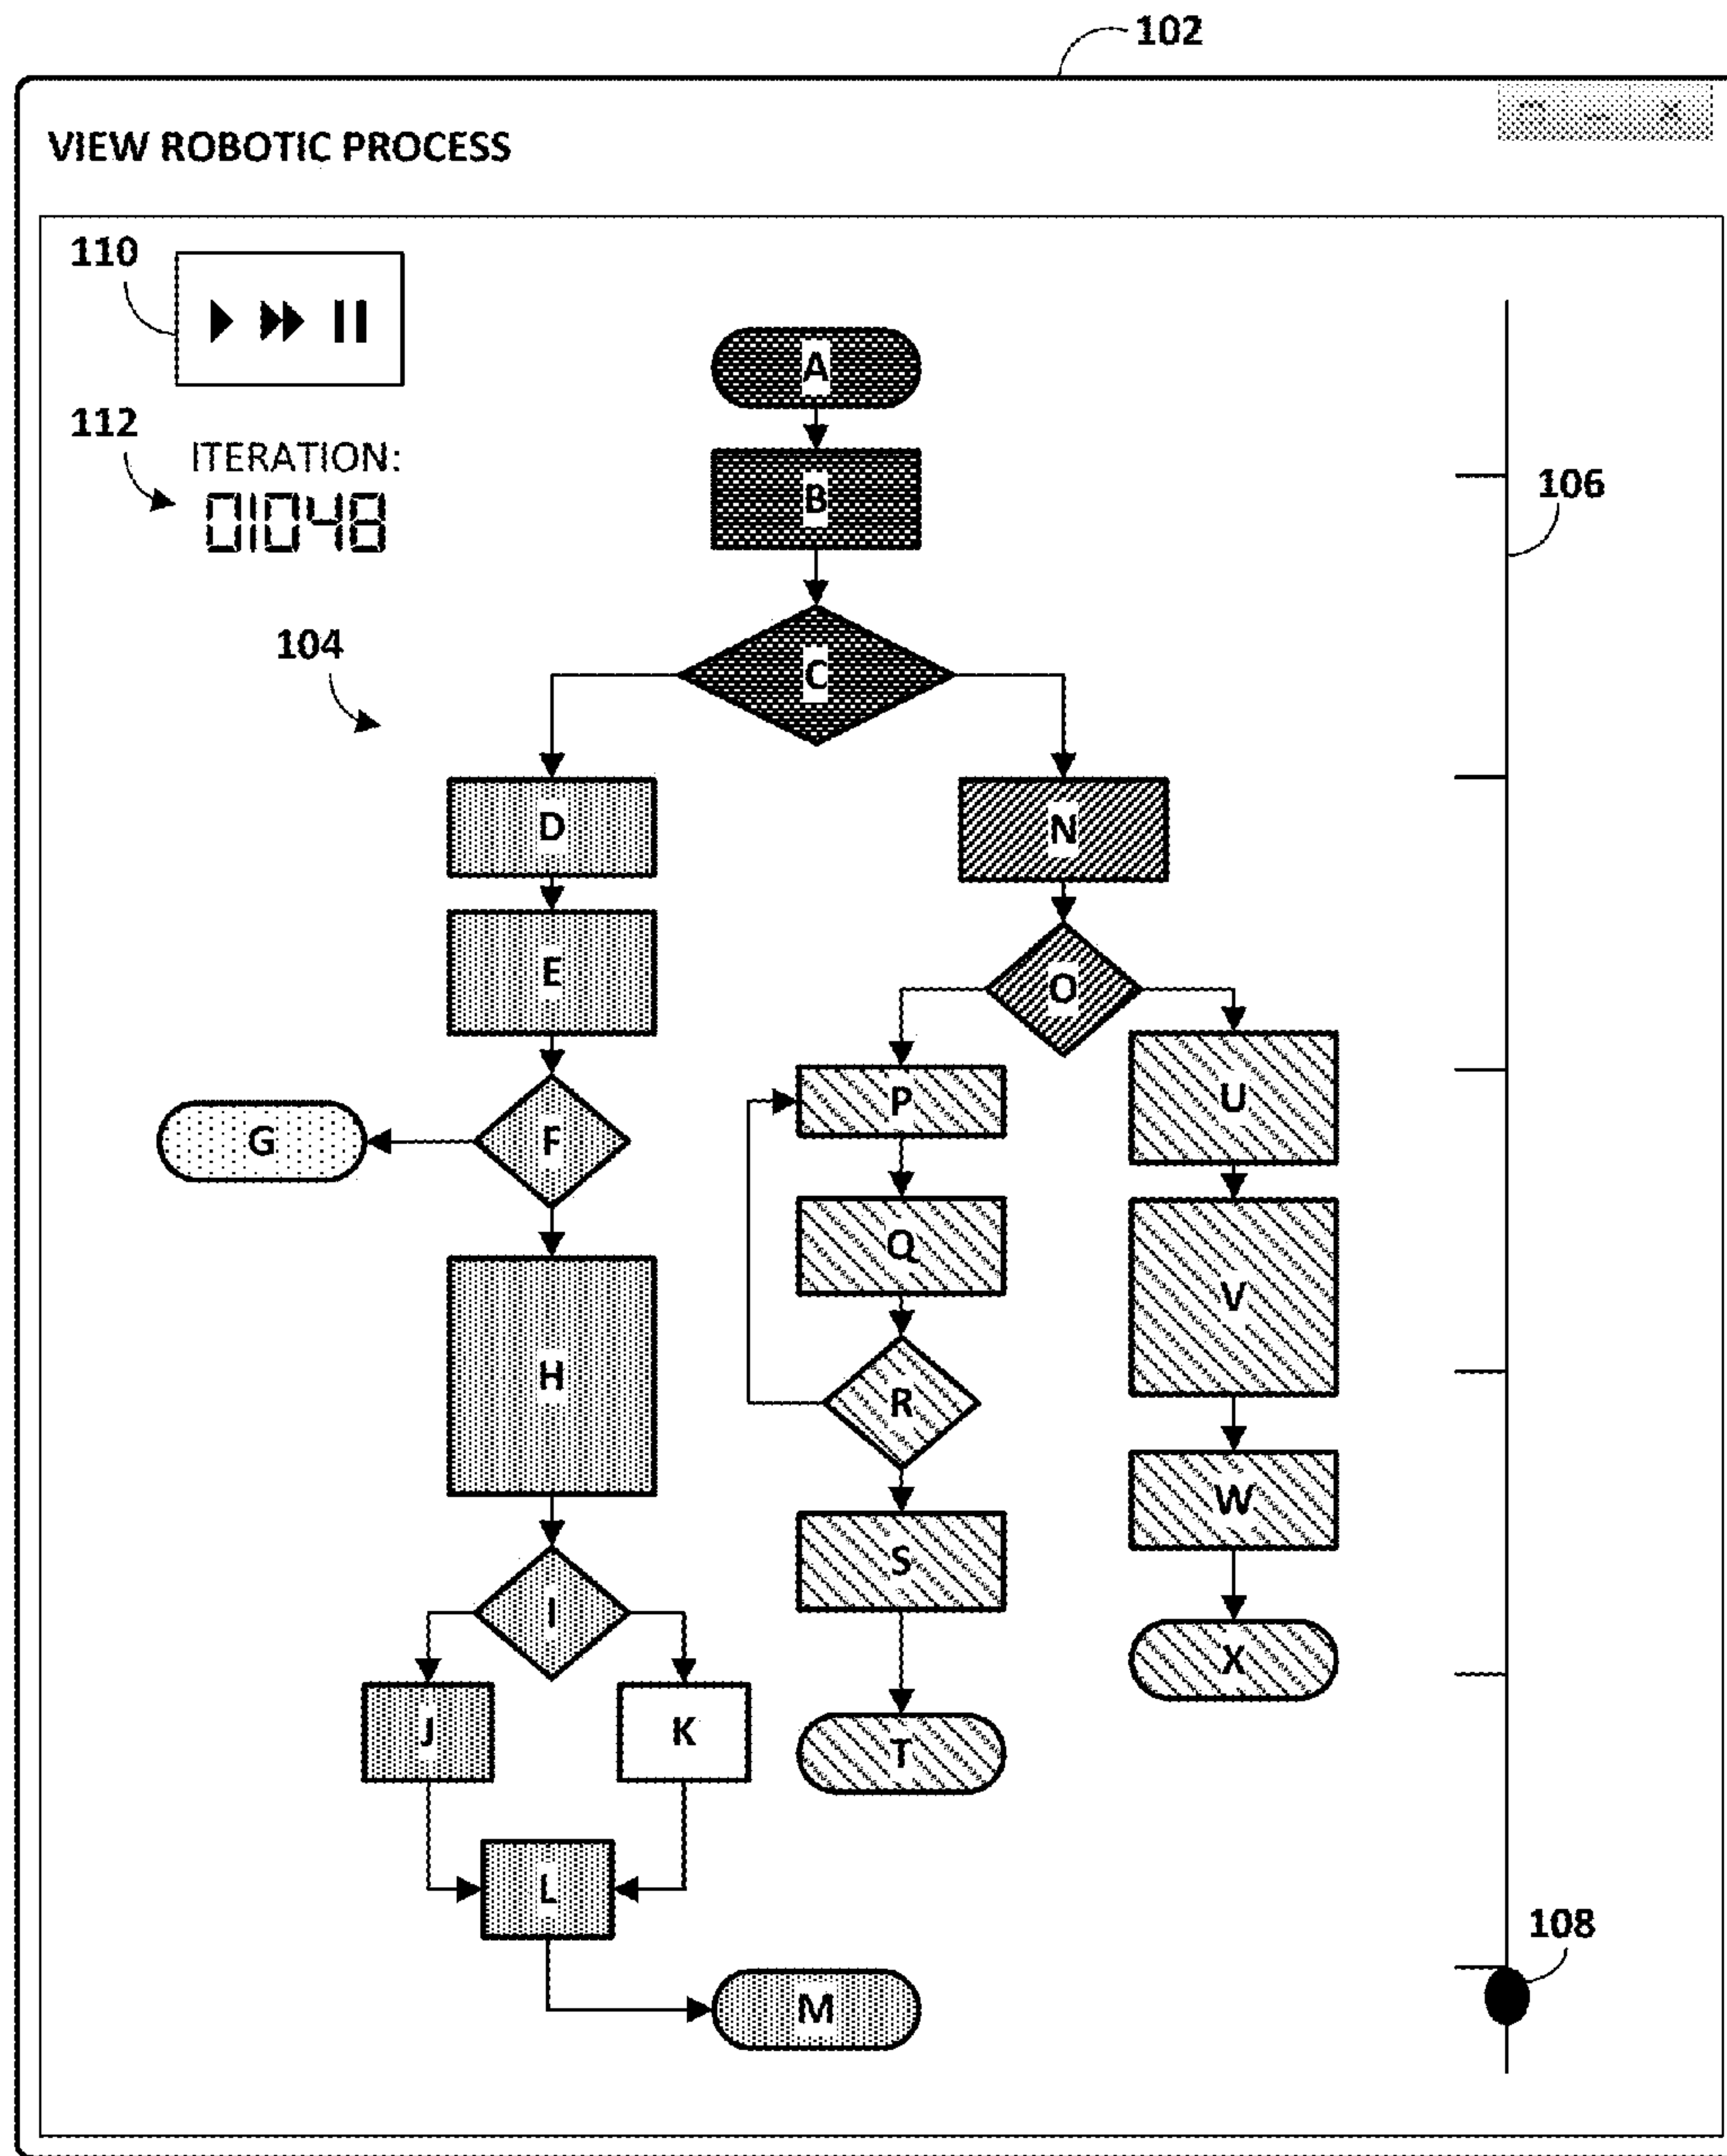 102
VIEW ROBOTIC PROCESS
110
112
ITERATION:
01048
104
106
A
B
C
D
N
E
O
P
U
F
G
Q
V
H
R
W
S
I
X
J
K
T
L
108
M